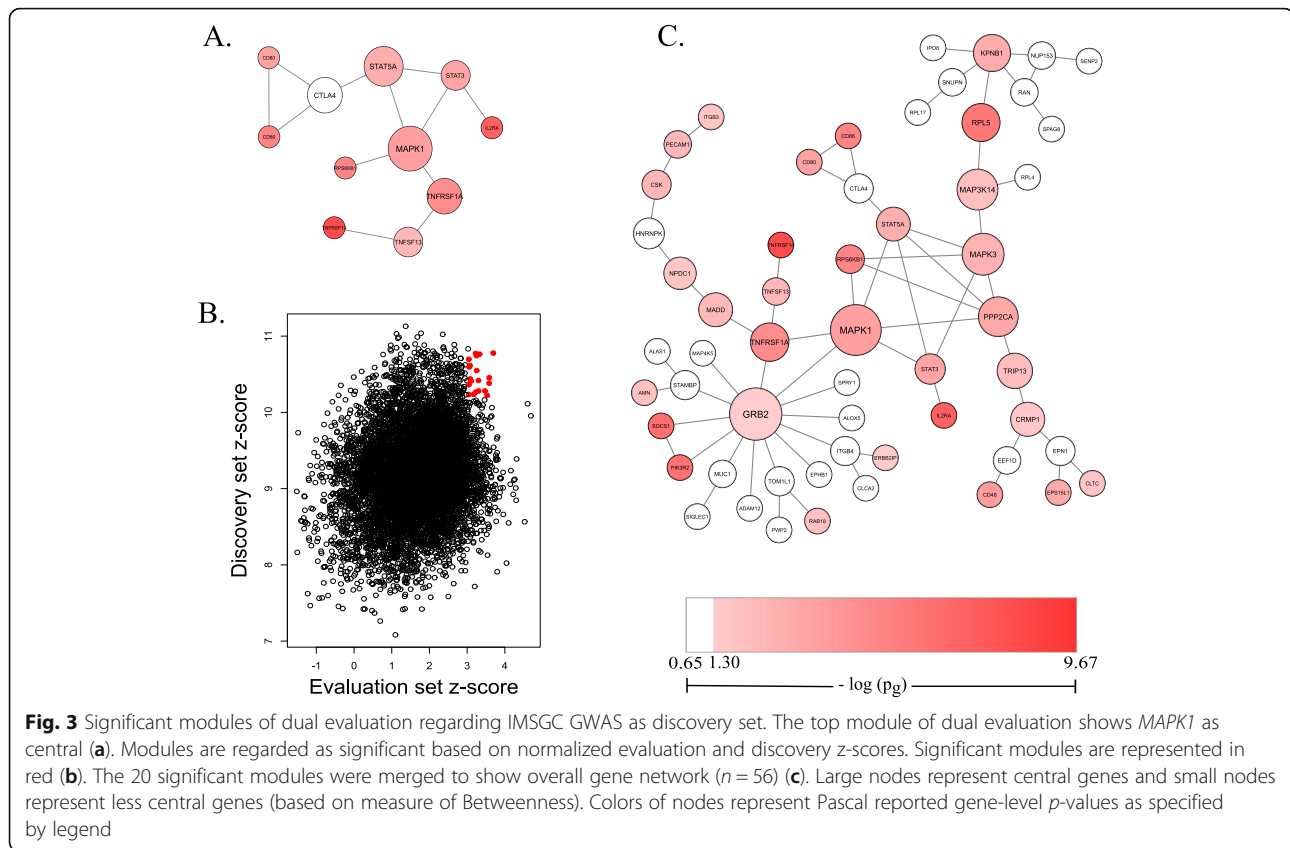 A.
CD80
STAT5A
STAT3
CTLA4
CD86
IL2RA
MAPK1
RPS6KB1
TNFRSF1A
TNFRSF14
TNFSF13
B.
Discovery set z-score
11
10
9
8
7
-1 0 1 2 3 4
Evaluation set z-score
C.
IPO8
KPNB1
NUP153
SENP2
SNUPN
RAN
RPL17
SPAG8
RPL5
ITGB3
PECAM1
CD86
CD80
CSK
CTLA4
MAP3K14
RPL4
HNRNPK
STAT5A
TNFRSF14
RPS6KB1
MAPK3
NPDC1
TNFSF13
MADD
PPP2CA
MAPK1
TNFRSF1A
ALAS1
MAP4K5
STAT3
TRIP13
STAMBP
SPRY1
AMN
GRB2
IL2RA
ALOX5
CRMP1
SOCS1
ITGB4
ERBB2IP
EPN1
EEF1D
PIK3R2
MUC1
EPHB1
TOM1L1
CLCA2
CLTC
CD48
EPS15L1
SIGLEC1
ADAM12
PWP2
RAB18
0.65 1.30 9.67
- log (pg)
Fig. 3 Significant modules of dual evaluation regarding IMSGC GWAS as discovery set. The top module of dual evaluation shows MAPK1 as
central (a). Modules are regarded as significant based on normalized evaluation and discovery z-scores. Significant modules are represented in
red (b). The 20 significant modules were merged to show overall gene network (n = 56) (c). Large nodes represent central genes and small nodes
represent less central genes (based on measure of Betweenness). Colors of nodes represent Pascal reported gene-level p-values as specified
by legend